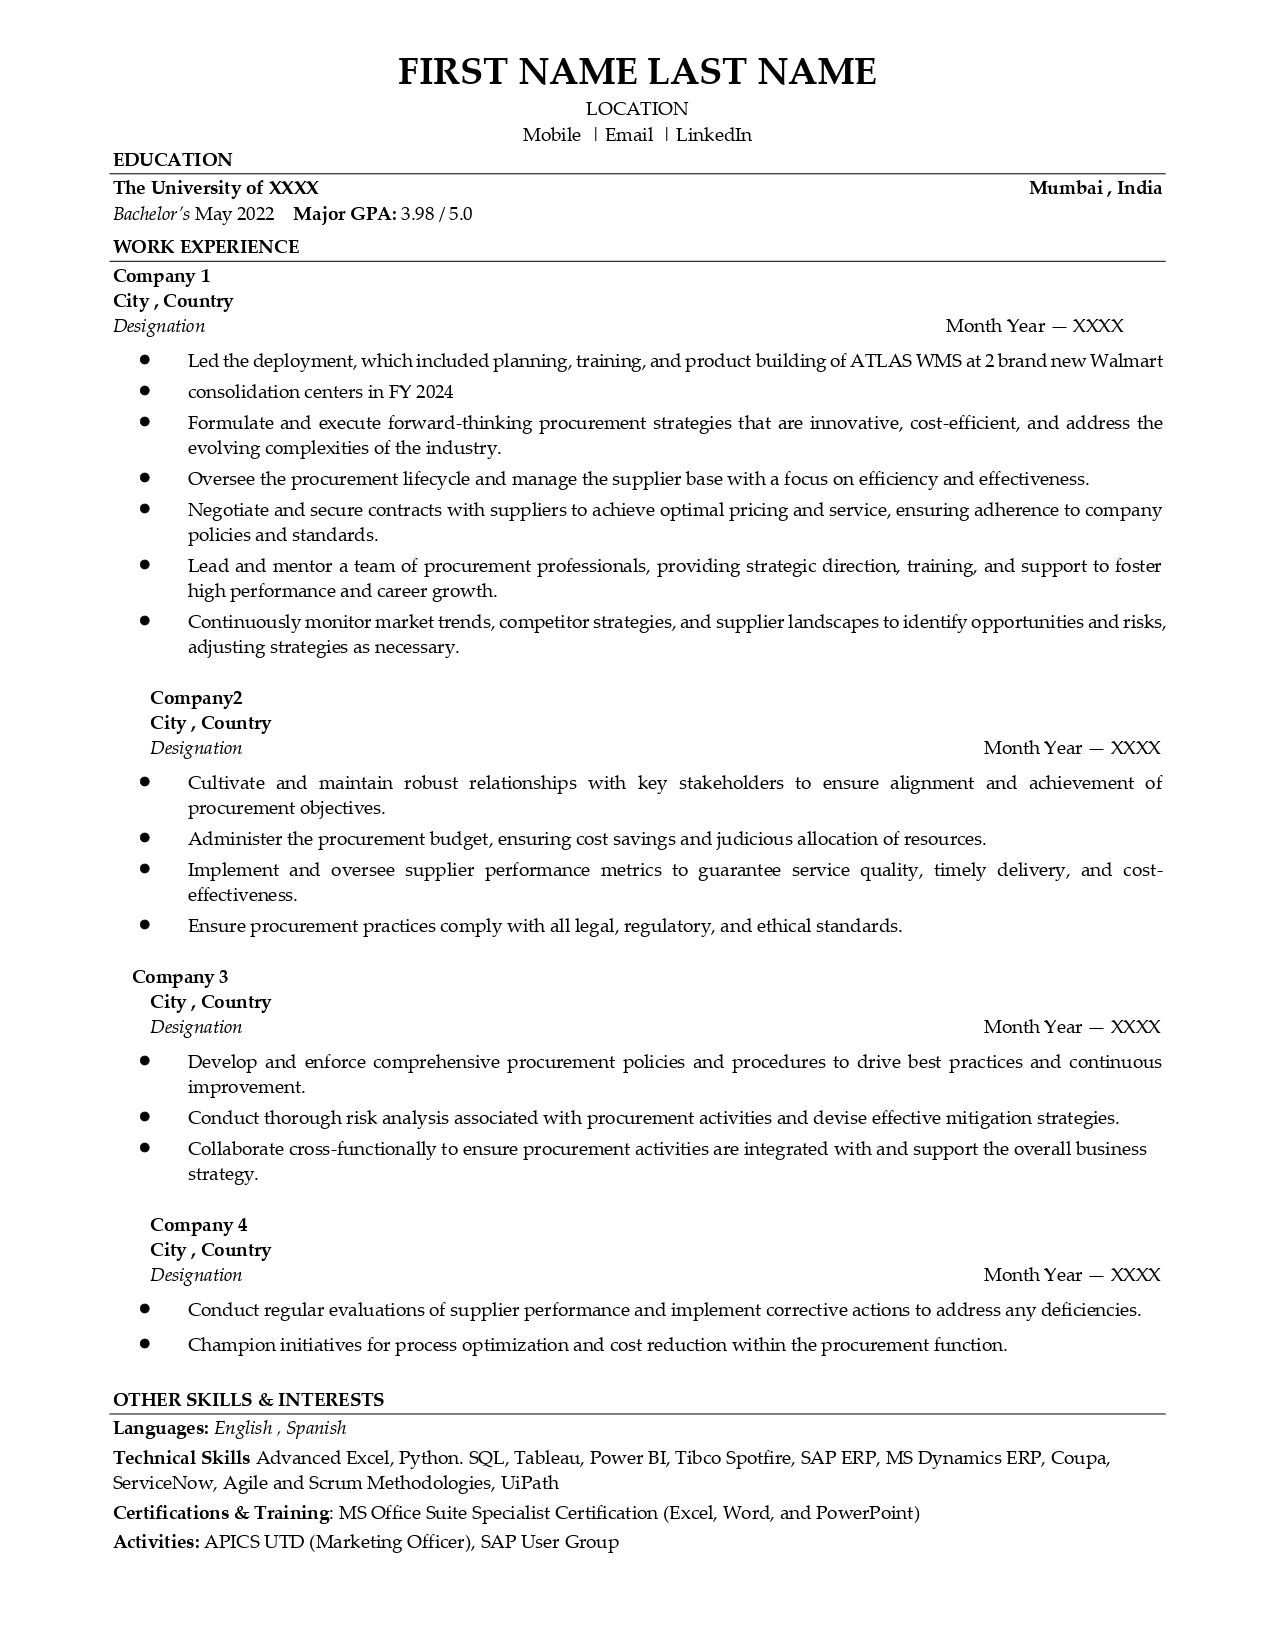 FIRST NAME LAST NAME
LOCATION
Mobile | Email | LinkedIn
EDUCATION
The University of XXXX Mumbai , India
Bachelor's May 2022 Major GPA: 3.98 / 5.0
WORK EXPERIENCE
Company 1
City , Country
Designation Month Year — XXXX
● Led the deployment, which included planning, training, and product building of ATLAS WMS at 2 brand new Walmart
● consolidation centers in FY 2024
● Formulate and execute forward-thinking procurement strategies that are innovative, cost-efficient, and address the
evolving complexities of the industry.
● Oversee the procurement lifecycle and manage the supplier base with a focus on efficiency and effectiveness.
● Negotiate and secure contracts with suppliers to achieve optimal pricing and service, ensuring adherence to company
policies and standards.
● Lead and mentor a team of procurement professionals, providing strategic direction, training, and support to foster
high performance and career growth.
● Continuously monitor market trends, competitor strategies, and supplier landscapes to identify opportunities and risks,
adjusting strategies as necessary.
Company2
City , Country
Designation Month Year — XXXX
● Cultivate and maintain robust relationships with key stakeholders to ensure alignment and achievement of
procurement objectives.
● Administer the procurement budget, ensuring cost savings and judicious allocation of resources.
● Implement and oversee supplier performance metrics to guarantee service quality, timely delivery, and cost-
effectiveness.
● Ensure procurement practices comply with all legal, regulatory, and ethical standards.
Company 3
City , Country
Designation Month Year — XXXX
● Develop and enforce comprehensive procurement policies and procedures to drive best practices and continuous
improvement.
● Conduct thorough risk analysis associated with procurement activities and devise effective mitigation strategies.
● Collaborate cross-functionally to ensure procurement activities are integrated with and support the overall business
strategy.
Company 4
City , Country
Designation Month Year — XXXX
● Conduct regular evaluations of supplier performance and implement corrective actions to address any deficiencies.
● Champion initiatives for process optimization and cost reduction within the procurement function.
OTHER SKILLS & INTERESTS
Languages: English , Spanish
Technical Skills Advanced Excel, Python. SQL, Tableau, Power BI, Tibco Spotfire, SAP ERP, MS Dynamics ERP, Coupa,
ServiceNow, Agile and Scrum Methodologies, UiPath
Certifications & Training: MS Office Suite Specialist Certification (Excel, Word, and PowerPoint)
Activities: APICS UTD (Marketing Officer), SAP User Group